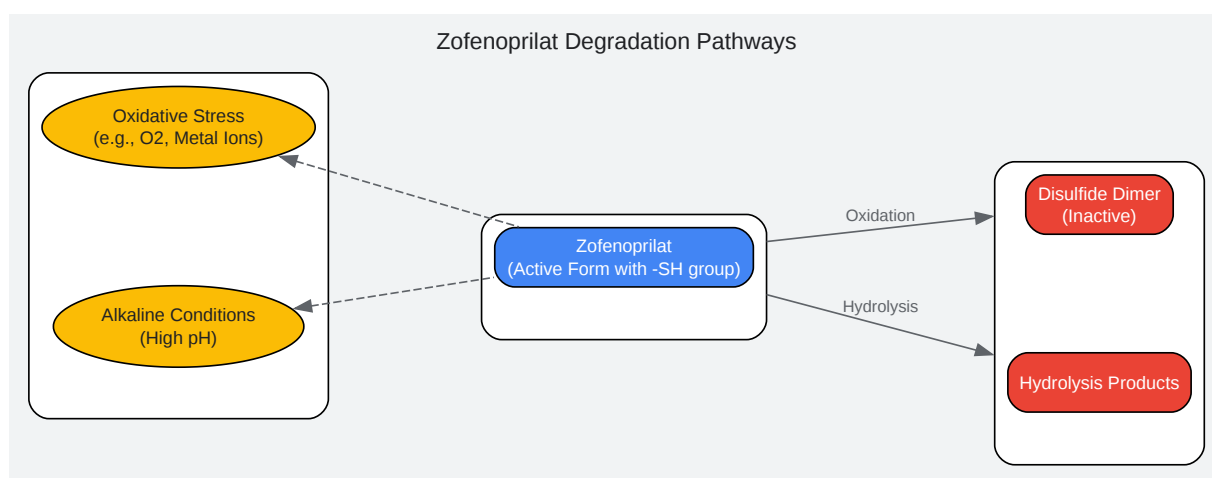 Zofenoprilat Degradation Pathways
Oxidative Stress
(e.g., O2, Metal Ions)
Alkaline Conditions
(High pH)
Zofenoprilat
(Active Form with -SH group)
Oxidation
Hydrolysis
Disulfide Dimer
(Inactive)
Hydrolysis Products